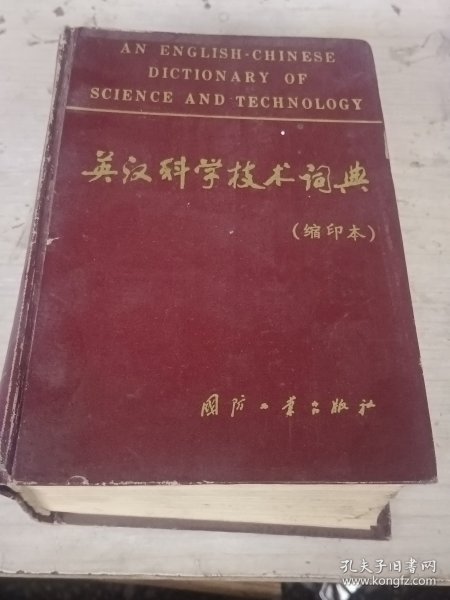 AN ENGLISH-CHINESE
DICTIONARY OF
SCIENCE AND TECHNOLOGY
英汉科学技术词典
(缩印本)
国防工业出版社
孔夫子旧书网
www.kongfz.com